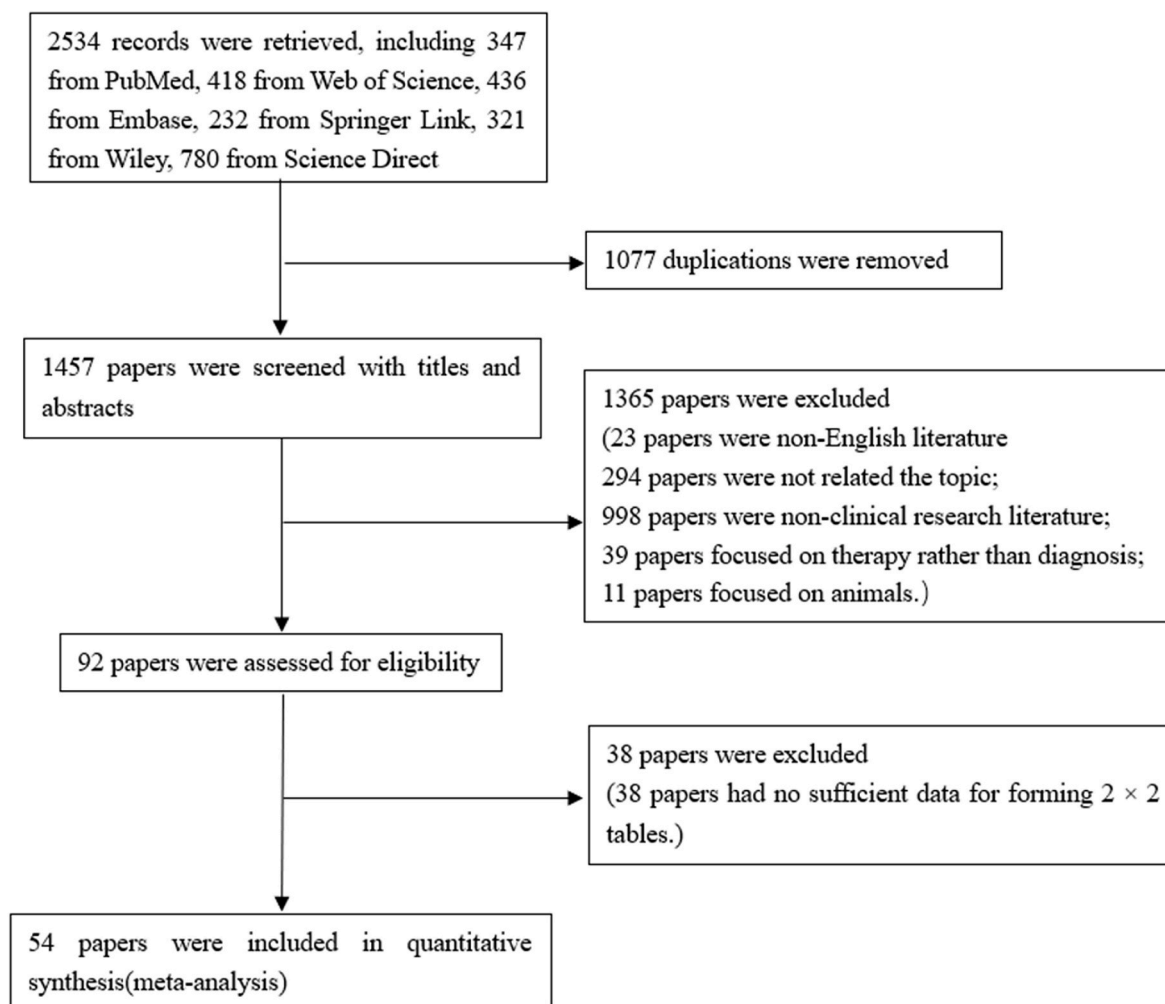 2534 records were retrieved, including 347
from PubMed, 418 from Web of Science, 436
from Embase, 232 from Springer Link, 321
from Wiley, 780 from Science Direct
1077 duplications were removed
1457 papers were screened with titles and
abstracts
1365 papers were excluded
(23 papers were non-English literature
294 papers were not related the topic;
998 papers were non-clinical research literature;
39 papers focused on therapy rather than diagnosis;
11 papers focused on animals.)
92 papers were assessed for eligibility
38 papers were excluded
(38 papers had no sufficient data for forming 2 × 2
tables.)
54 papers were included in quantitative
synthesis(meta-analysis)